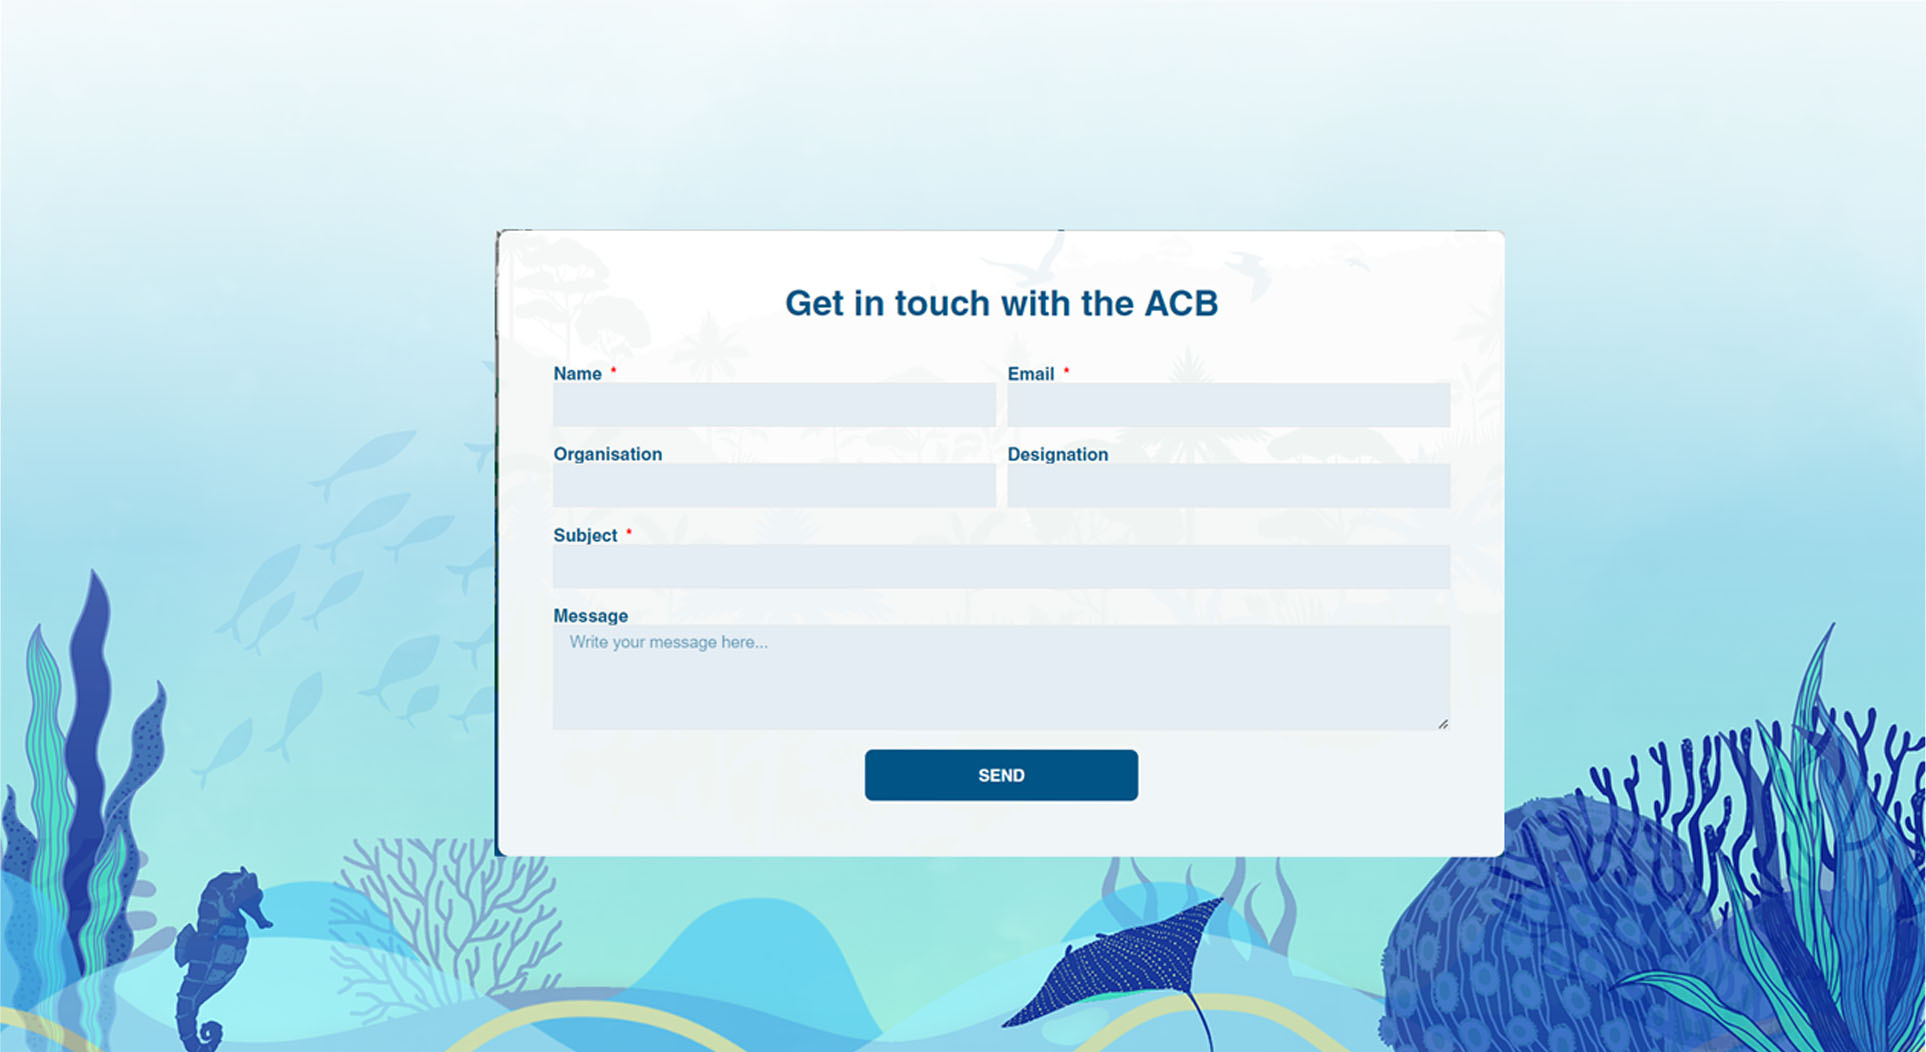 Get in touch with the ACB
Name *
Email *
Organisation
Designation
Subject *
Message
Write your message here...
SEND